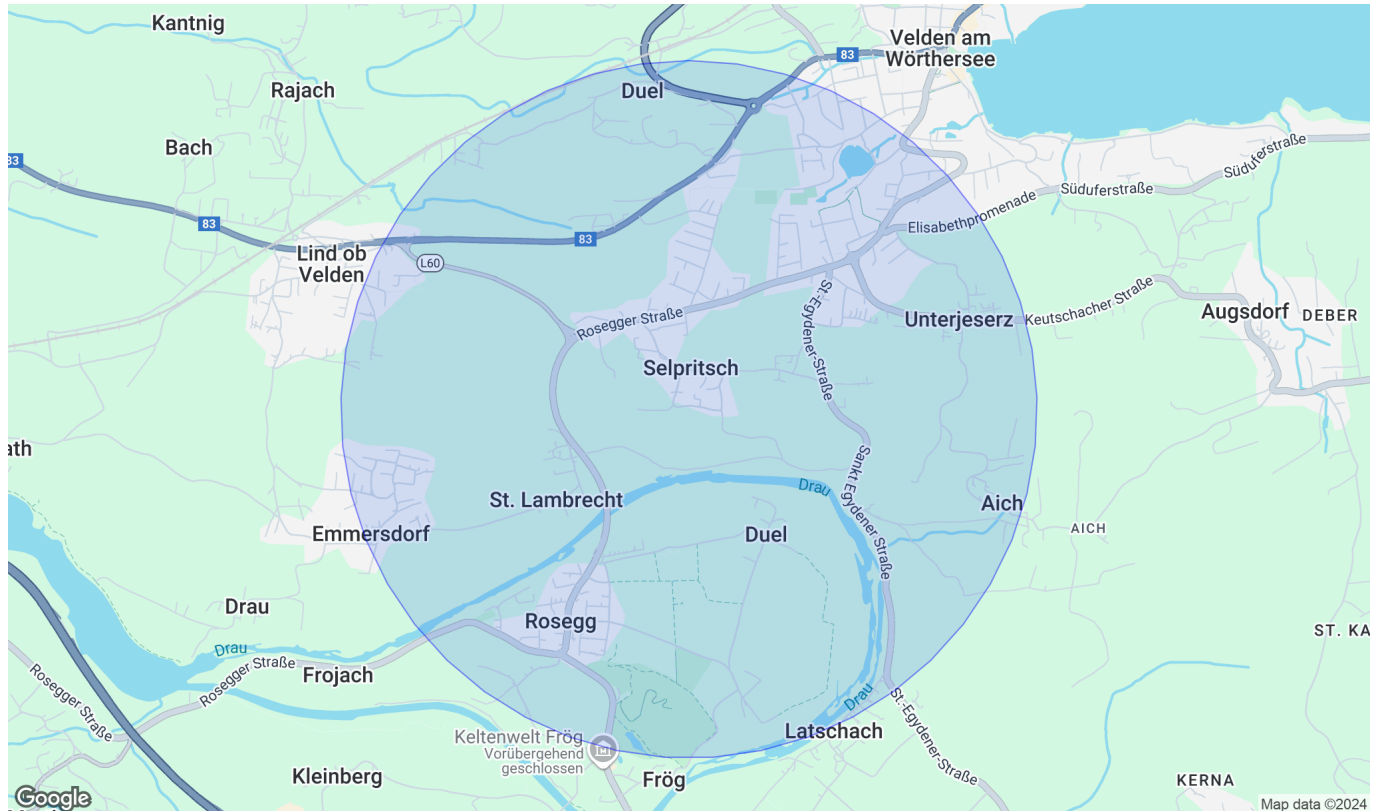 Kantnig
Velden am
Wörthersee
83
Rajach
Duel
Bach
83
83
Süduferstraße
Süduferstraße
Elisabethpromenade
83
Lind ob
Velden
L60
St.-Egydener-Straße
Rosegger Straße
Unterjeserz
Keutschacher Straße
Augsdorf
DEBER
Selpritsch
ath
Sankt Egydener Straße
Drau
St. Lambrecht
Aich
AICH
Emmersdorf
Duel
Drau
Rosegg
ST. KA
Drau
Rosegger Straße
Frojach
Rosegger Straße
Drau
St.-Egydener-Straße
Latschach
Keltenwelt Frög
Vorübergehend
geschlossen
Kleinberg
Frög
KERNA
Google
Map data ©2024